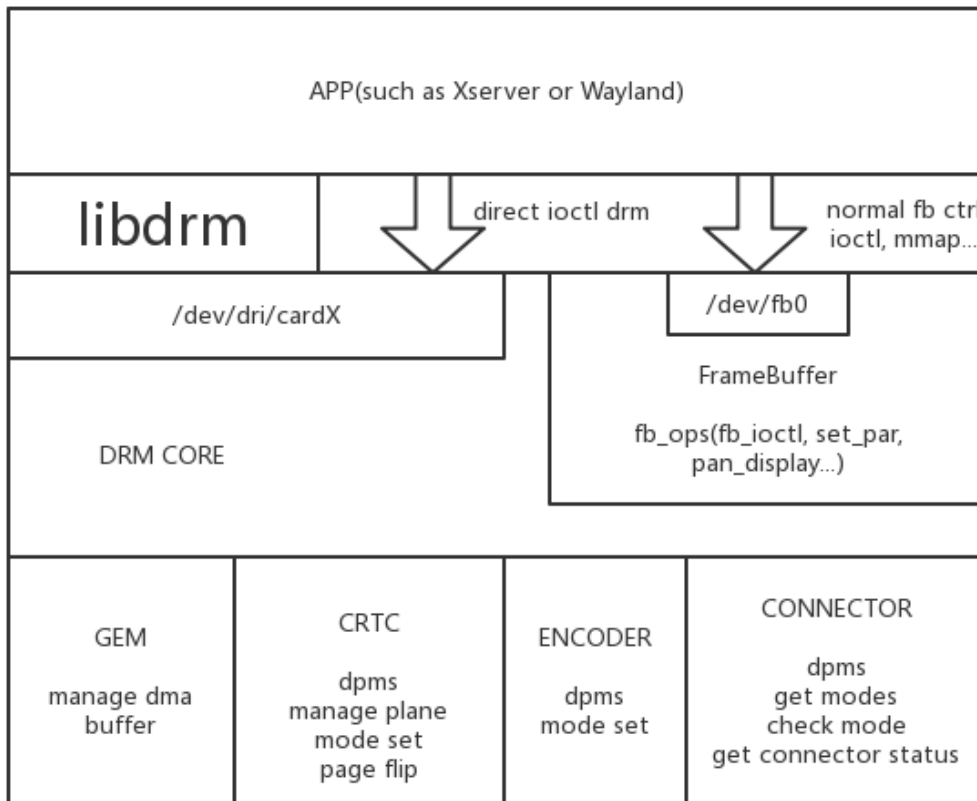 APP(such as Xserver or Wayland)
libdrm
direct ioctl drm
normal fb ctrl
ioctl, mmap...
/dev/dri/cardX
/dev/fb0
FrameBuffer
fb_ops(fb_ioctl, set_par,
pan_display...)
DRM CORE
GEM
manage dma
buffer
CRTC
dpms
manage plane
mode set
page flip
ENCODER
dpms
mode set
CONNECTOR
dpms
get modes
check mode
get connector status